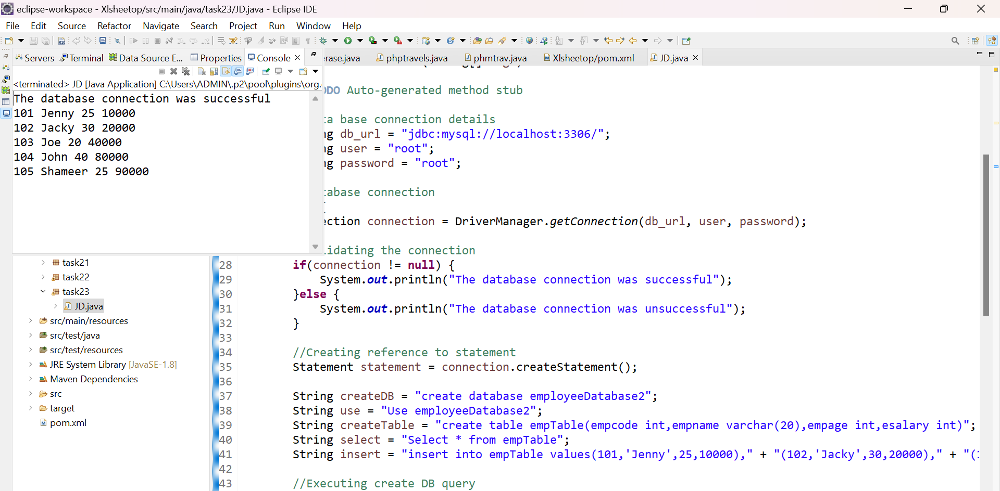 eclipse-workspace - Xlsheetop/src/main/java/task23/JD.java - Eclipse IDE
File Edit Source Refactor Navigate Search Project Run Window Help
Servers Terminal Data Source E... Properties Console
<terminated> JD [Java Application] C:\Users\ADMIN\.p2\pool\plugins\org.
The database connection was successful
101 Jenny 25 10000
102 Jacky 30 20000
103 Joe 20 40000
104 John 40 80000
105 Shameer 25 90000
task21
task22
task23
JD.java
src/main/resources
src/test/java
src/test/resources
JRE System Library [JavaSE-1.8]
Maven Dependencies
src
target
pom.xml
rase.java phptravels.java phmtrav.java Xlsheetop/pom.xml JD.java
DO Auto-generated method stub
a base connection details
ng db_url = "jdbc:mysql://localhost:3306/";
ng user = "root";
ng password = "root";
abase connection
ction connection = DriverManager.getConnection(db_url, user, password);
idating the connection
28 if(connection != null) {
29 System.out.println("The database connection was successful");
30 }else {
31 System.out.println("The database connection was unsuccessful");
32 }
33
34 //Creating reference to statement
35 Statement statement = connection.createStatement();
36
37 String createDB = "create database employeeDatabase2";
38 String use = "Use employeeDatabase2";
39 String createTable = "create table empTable(empcode int,empname varchar(20),empage int,esalary int)";
40 String select = "Select * from empTable";
41 String insert = "insert into empTable values(101,'Jenny',25,10000)," + "(102,'Jacky',30,20000)," + "(
42
43 //Executing create DB query